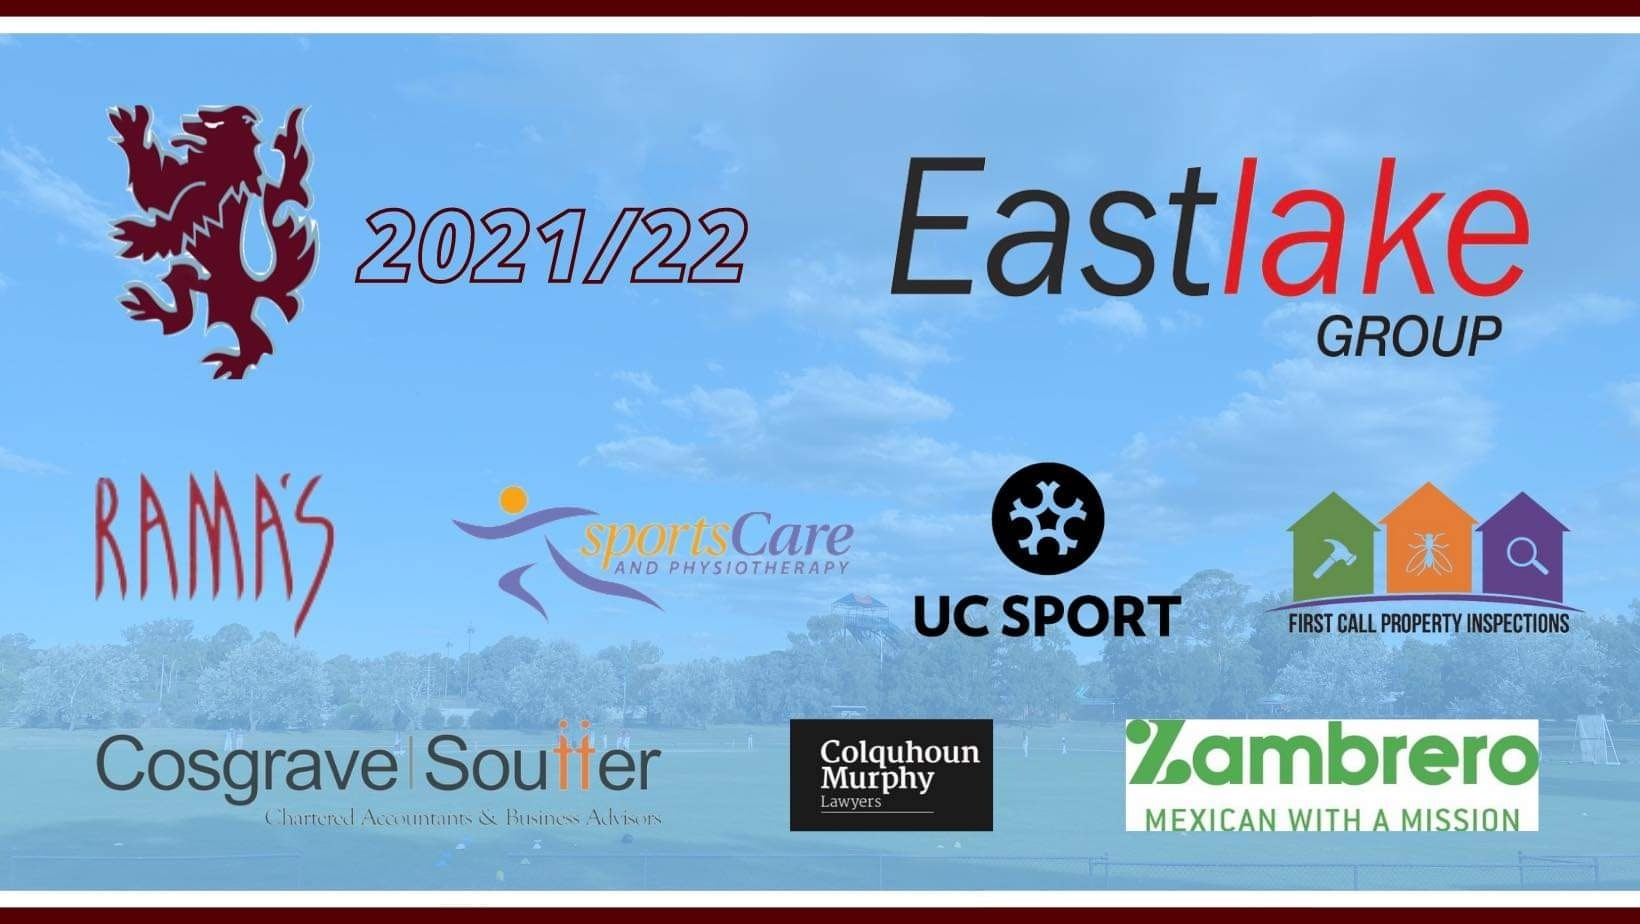 2021/22
Eastlake
GROUP
RAMA'S
sportsCare
AND PHYSIOTHERAPY
UC SPORT
FIRST CALL PROPERTY INSPECTIONS
Cosgrave|Soutter
Chartered Accountants & Business Advisors
Colquhoun
Murphy
Lawyers
Zambrero
MEXICAN WITH A MISSION